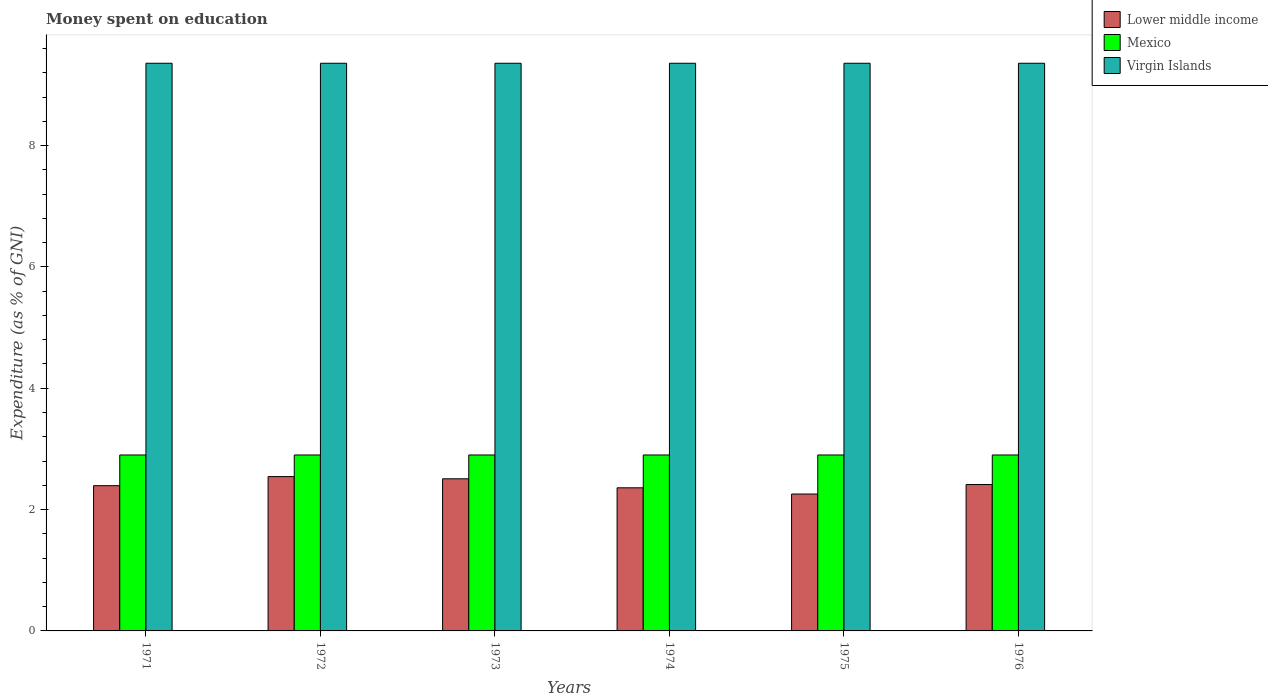 Money spent on education
Lower middle income
Mexico
Virgin Islands
Expenditure (as % of GNI)
8
6
4
2
0
1971
1972
1973
1974
1975
1976
Years